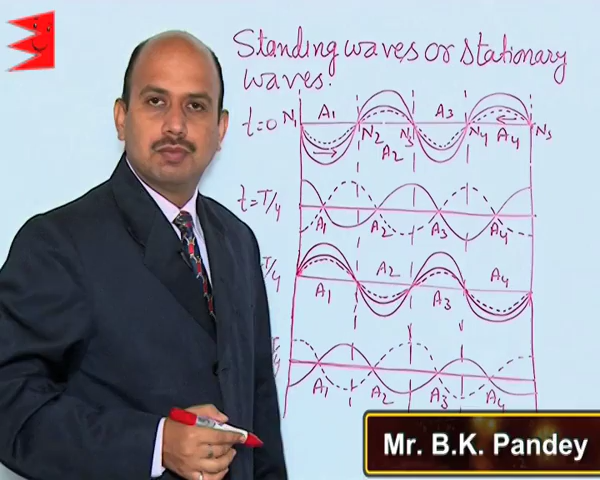 Standing waves or stationary
waves.
t=0 N1 A1 N2 A2 N3 A3 N4 A4 N5
t=T/4 A1 A2 A3 A4
T/4 A1 A2 A3 A4
A1 A2 A3 A4
Mr. B.K. Pandey